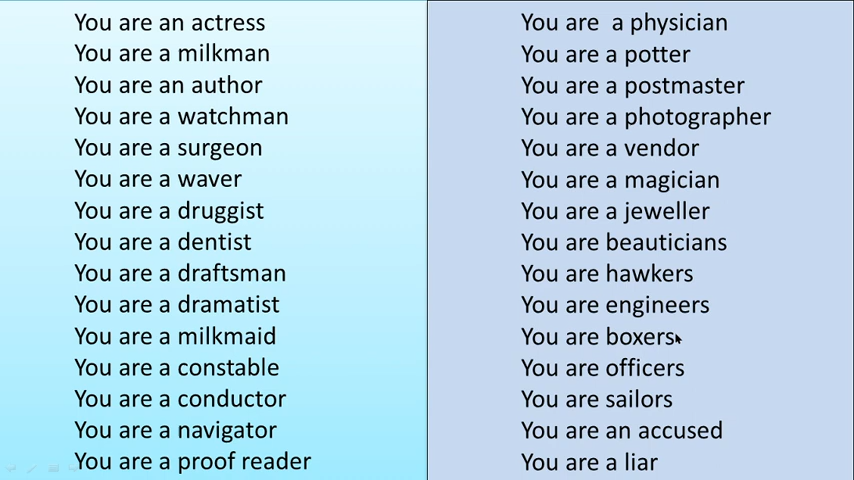 You are an actress
You are a milkman
You are an author
You are a watchman
You are a surgeon
You are a waver
You are a druggist
You are a dentist
You are a draftsman
You are a dramatist
You are a milkmaid
You are a constable
You are a conductor
You are a navigator
You are a proof reader
You are  a physician
You are a potter
You are a postmaster
You are a photographer
You are a vendor
You are a magician
You are a jeweller
You are beauticians
You are hawkers
You are engineers
You are boxers
You are officers
You are sailors
You are an accused
You are a liar